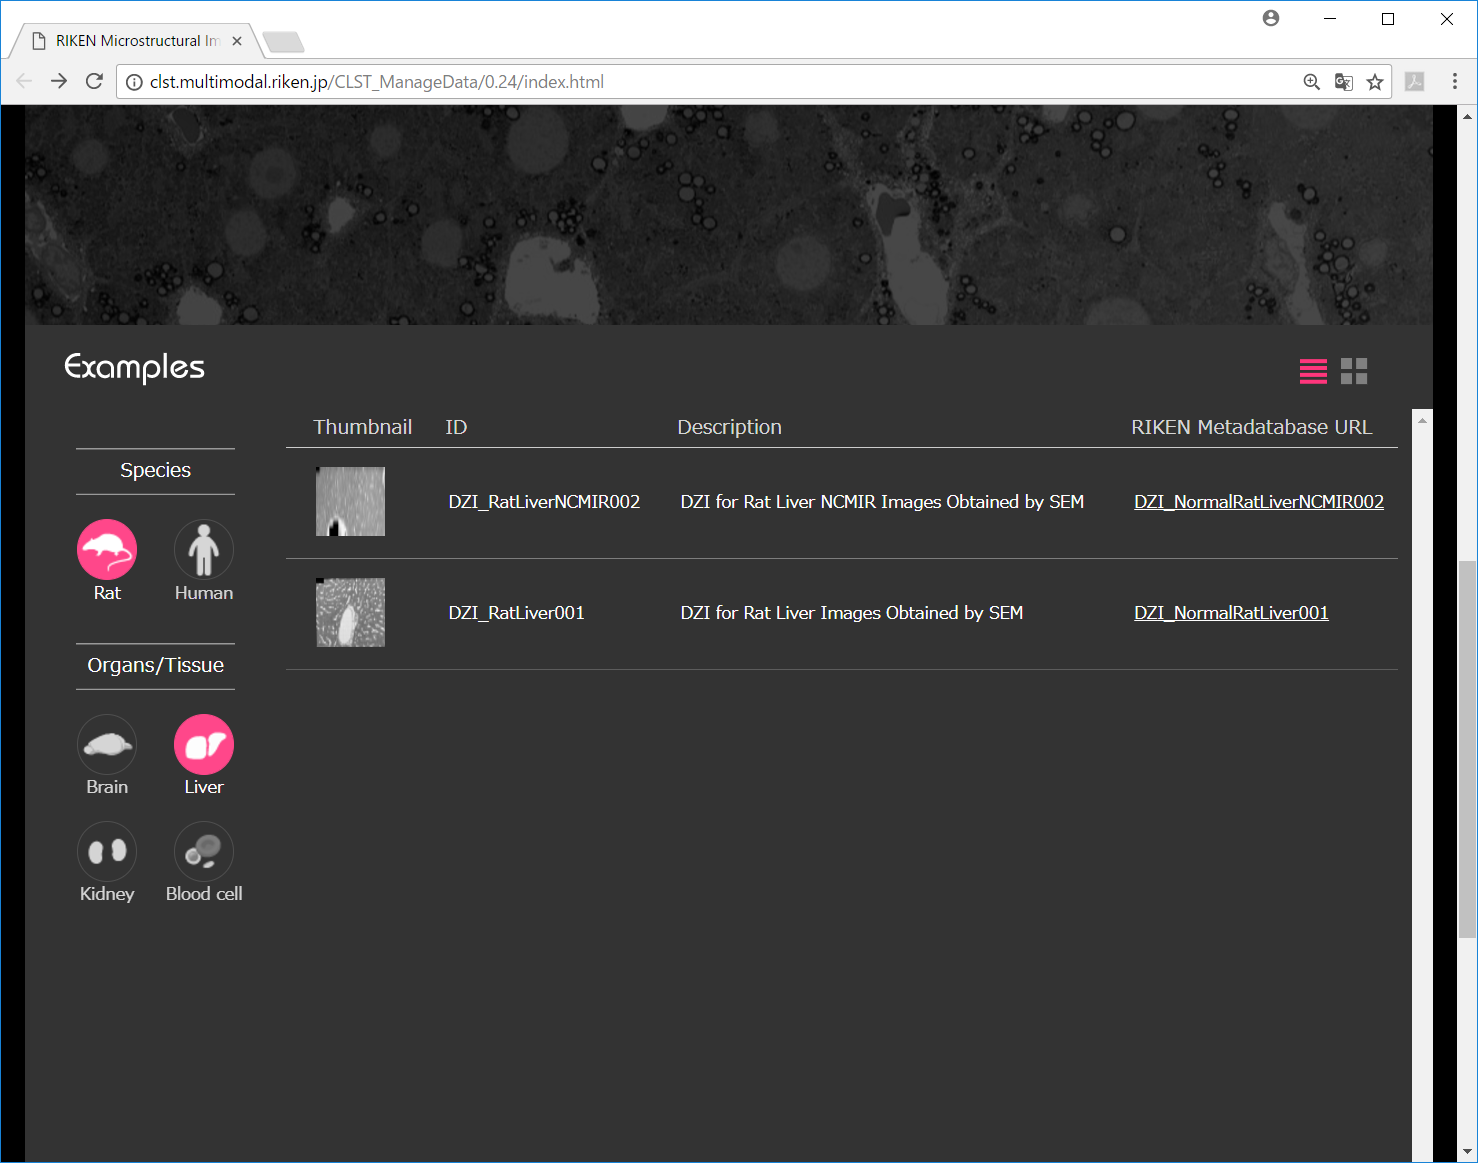 RIKEN Microstructural Im
clst.multimodal.riken.jp/CLST_ManageData/0.24/index.html
Examples
Thumbnail ID Description RIKEN Metadatabase URL
Species
DZI_RatLiverNCMIR002 DZI for Rat Liver NCMIR Images Obtained by SEM DZI_NormalRatLiverNCMIR002
Rat Human
DZI_RatLiver001 DZI for Rat Liver Images Obtained by SEM DZI_NormalRatLiver001
Organs/Tissue
Brain Liver
Kidney Blood cell